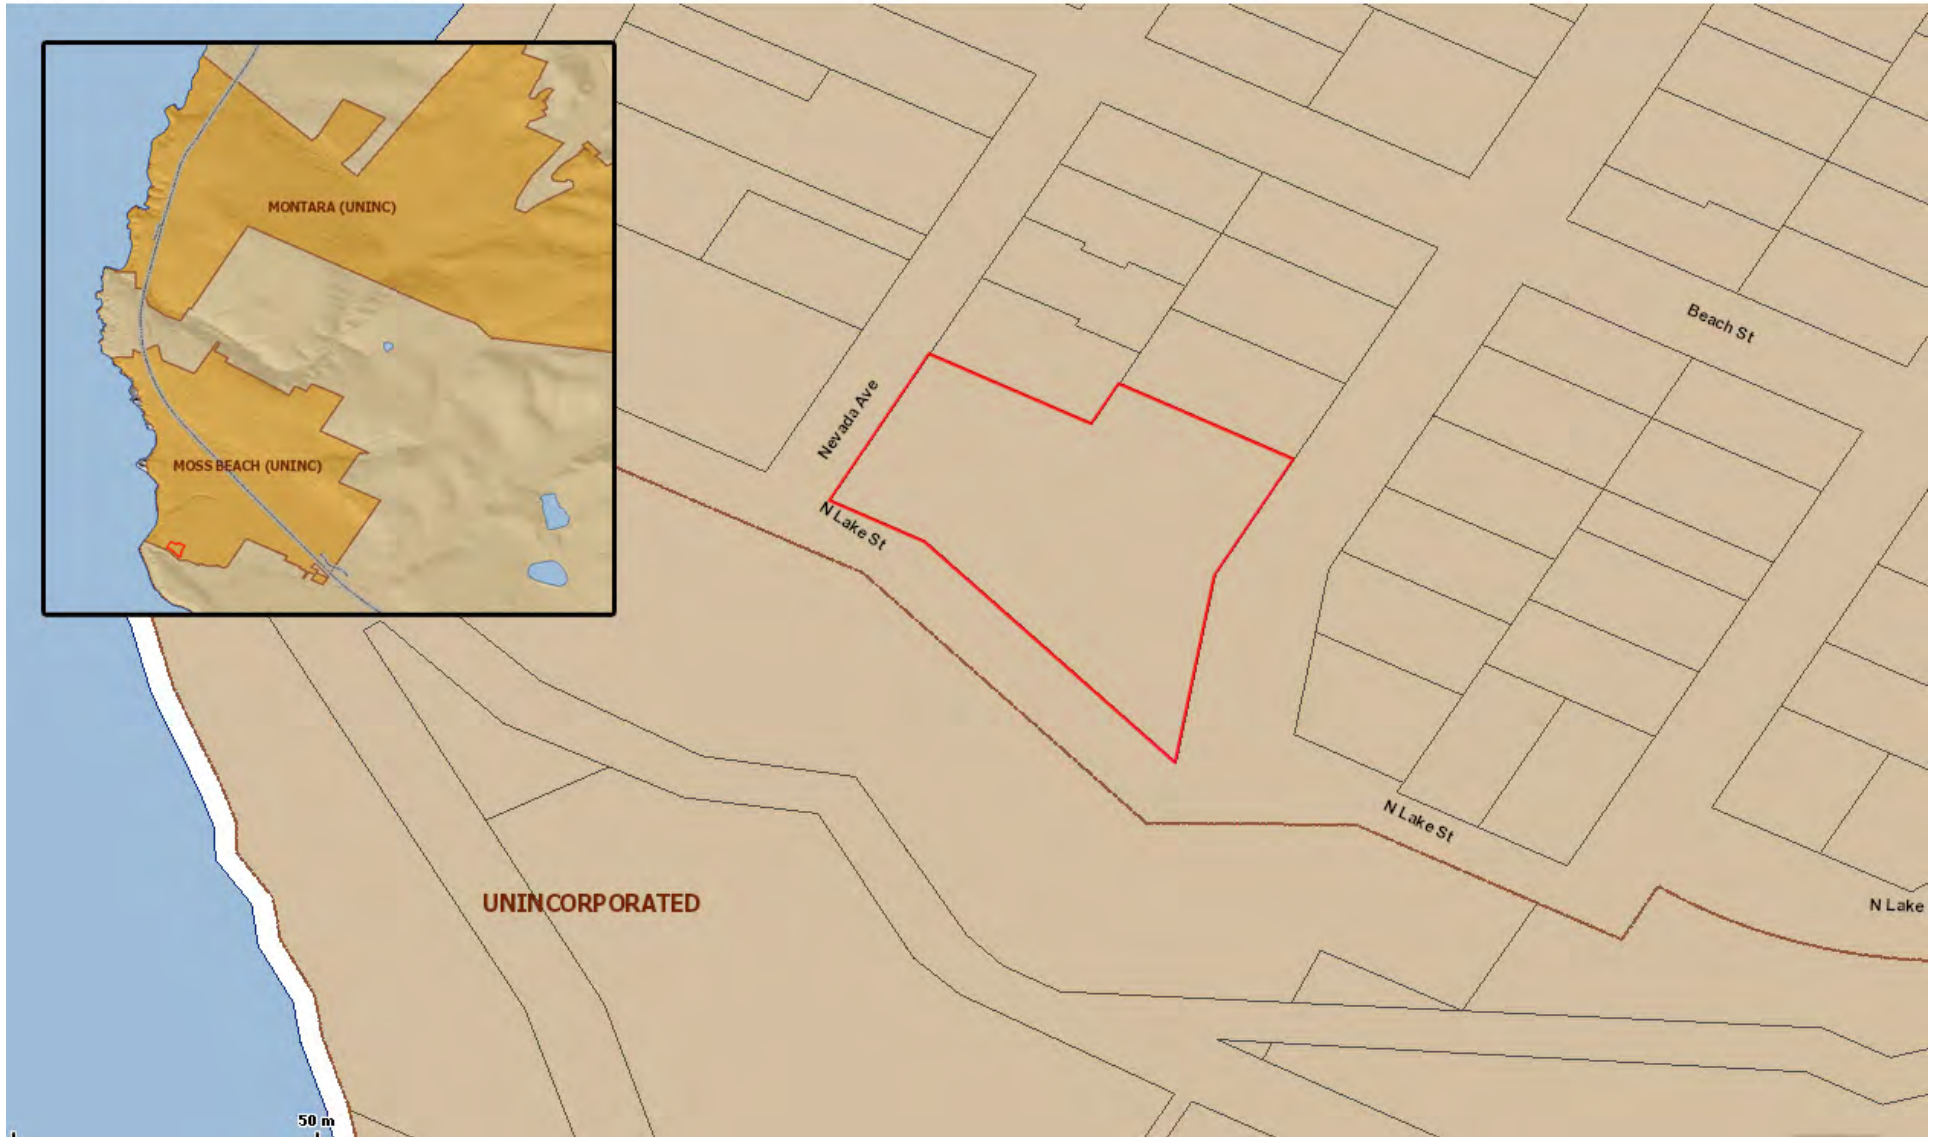 MONTARA (UNINC)
MOSS BEACH (UNINC)
Beach St
Nevada Ave
N Lake St
N Lake St
N Lake
UNINCORPORATED
50 m